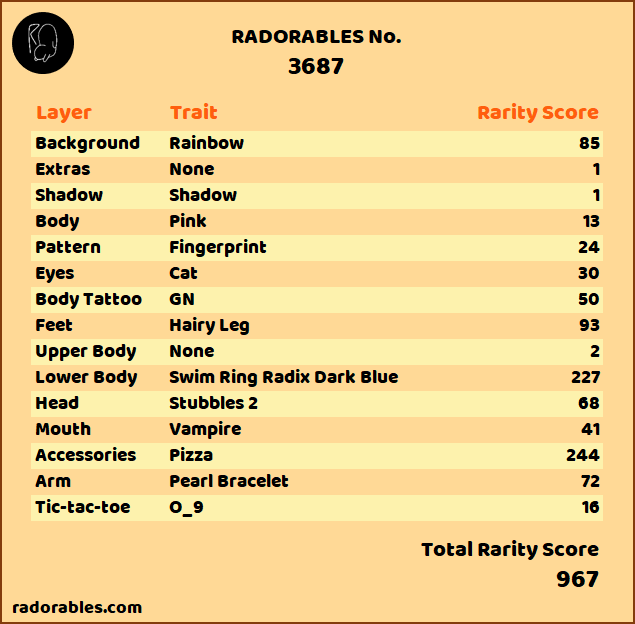 RADORABLES No.
3687
Layer Trait Rarity Score
Background Rainbow 85
Extras None 1
Shadow Shadow 1
Body Pink 13
Pattern Fingerprint 24
Eyes Cat 30
Body Tattoo GN 50
Feet Hairy Leg 93
Upper Body None 2
Lower Body Swim Ring Radix Dark Blue 227
Head Stubbles 2 68
Mouth Vampire 41
Accessories Pizza 244
Arm Pearl Bracelet 72
Tic-tac-toe O_9 16
Total Rarity Score
967
radorables.com